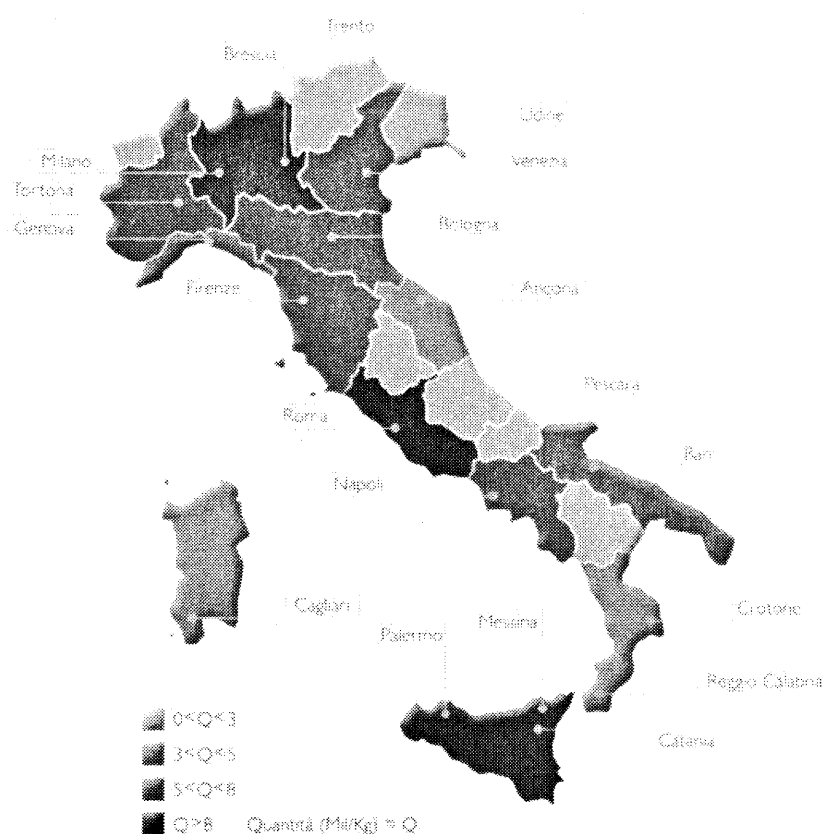 Trento
Brescia
Udine
Milano
Venezia
Tortona
Genova
Bologna
Firenze
Ancona
Pescara
Roma
Bari
Napoli
Cagliari
Messina
Crotone
Palermo
Reggio Calabria
Catania
0<Q<3
3<Q<5
5<Q<8
Q>8 Quantità (Mil/Kg) = Q